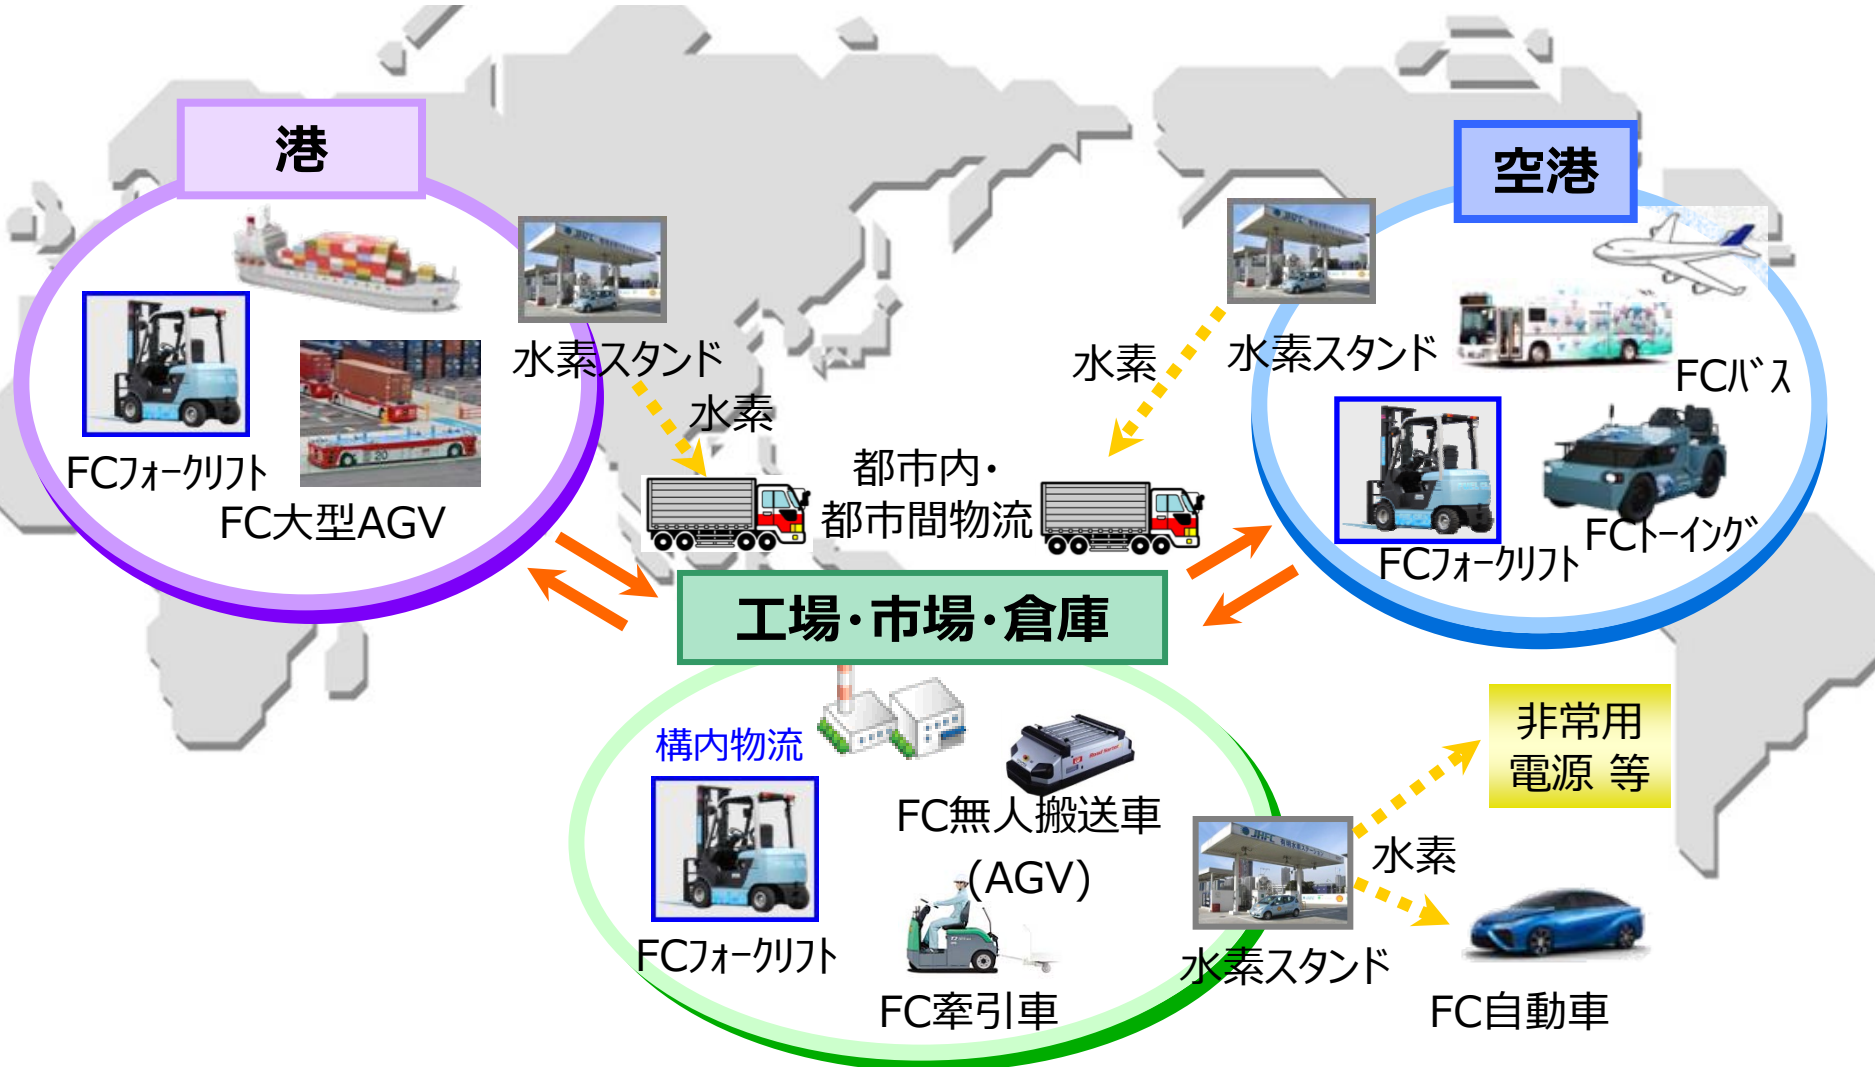 港
空港
水素スタンド
水素
水素スタンド
水素
FCバス
FCフォークリフト
FC大型AGV
20
都市内・
都市間物流
FCフォークリフト
FCトーイング
工場・市場・倉庫
構内物流
FC無人搬送車
(AGV)
FCフォークリフト
FC牽引車
JHFC
水素スタンド
水素
非常用
電源 等
FC自動車